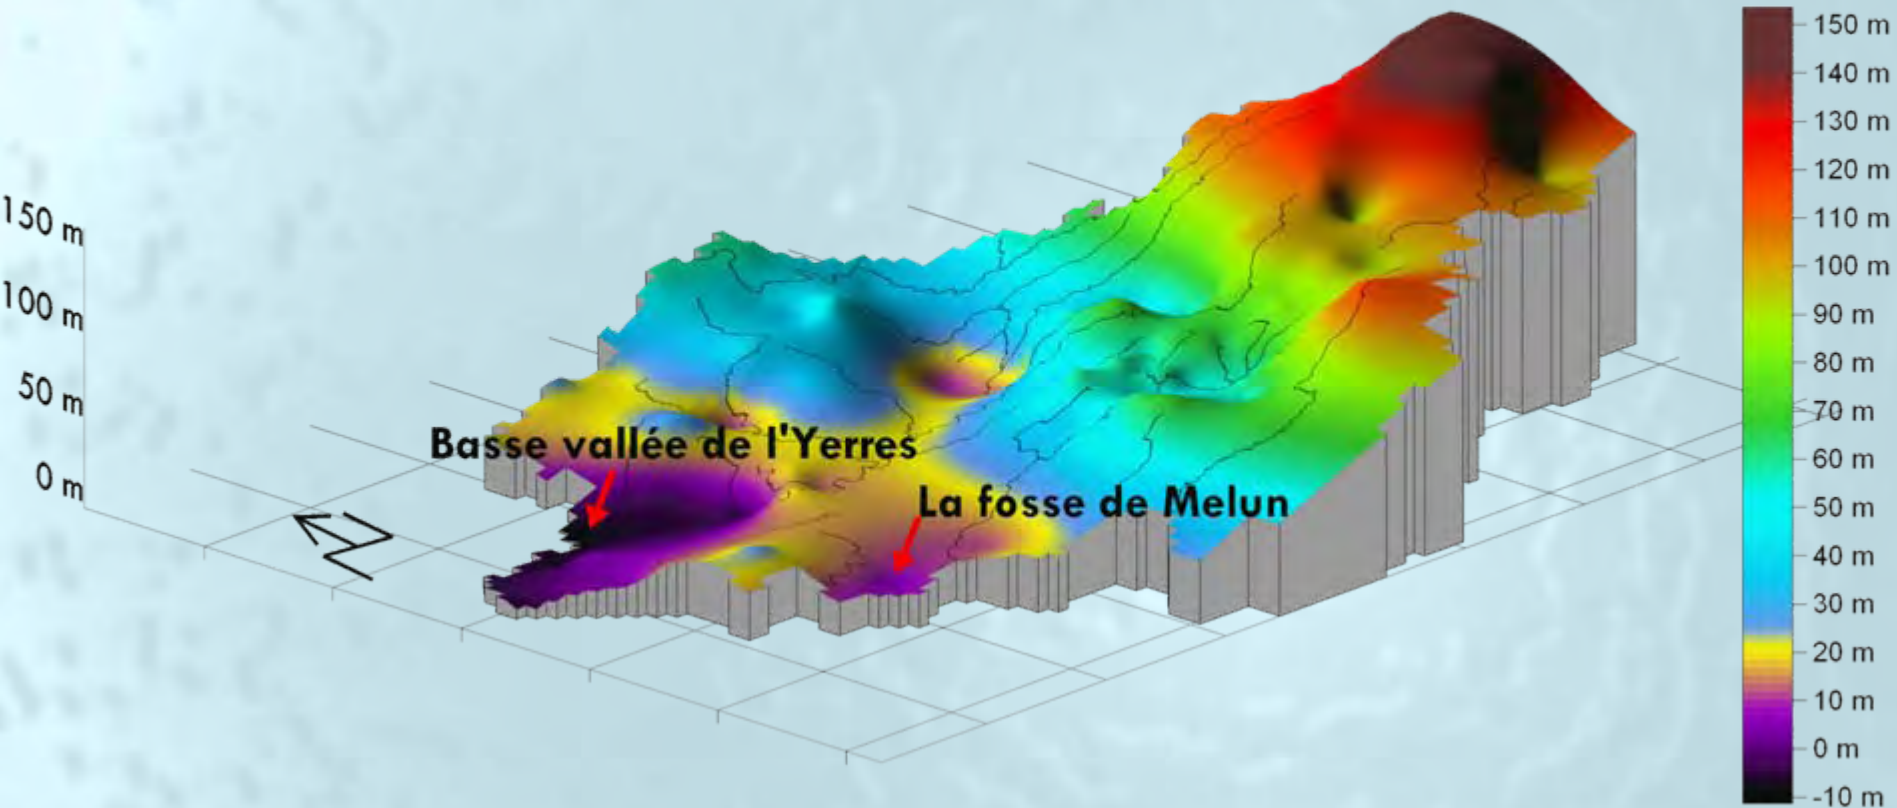 150 m
100 m
50 m
0 m
N
Basse vallée de l'Yerres
La fosse de Melun
150 m
140 m
130 m
120 m
110 m
100 m
90 m
80 m
70 m
60 m
50 m
40 m
30 m
20 m
10 m
0 m
-10 m